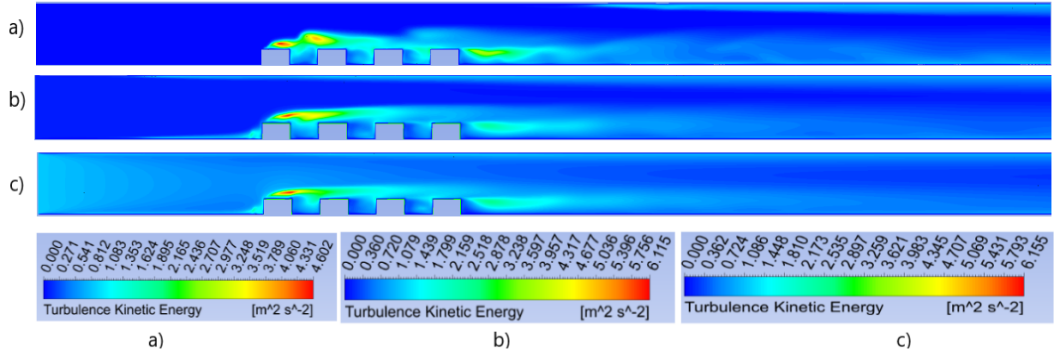 a)
b)
c)
0.000 0.271 0.541 0.812 1.083 1.353 1.624 1.895 2.165 2.436 2.707 2.977 3.248 3.519 3.789 4.060 4.331 4.602
Turbulence Kinetic Energy [m^2 s^-2]
0.000 0.360 0.720 1.079 1.439 1.799 2.159 2.518 2.878 3.238 3.597 3.957 4.317 4.677 5.036 5.396 5.756 6.115
Turbulence Kinetic Energy [m^2 s^-2]
0.000 0.362 0.724 1.086 1.448 1.810 2.173 2.535 2.897 3.259 3.621 3.983 4.345 4.707 5.069 5.431 5.793 6.155
Turbulence Kinetic Energy [m^2 s^-2]
a)
b)
c)